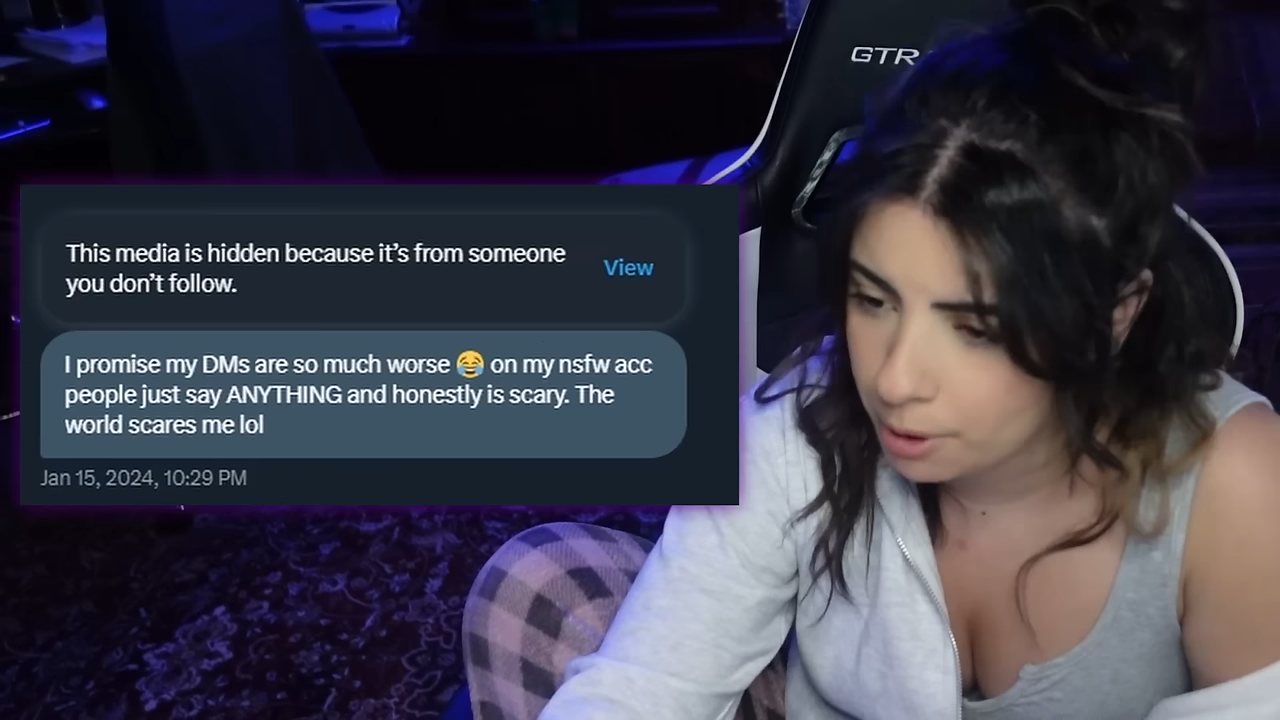 GTR
This media is hidden because it's from someone
you don't follow.
View
I promise my DMs are so much worse 😂 on my nsfw acc
people just say ANYTHING and honestly is scary. The
world scares me lol
Jan 15, 2024, 10:29 PM